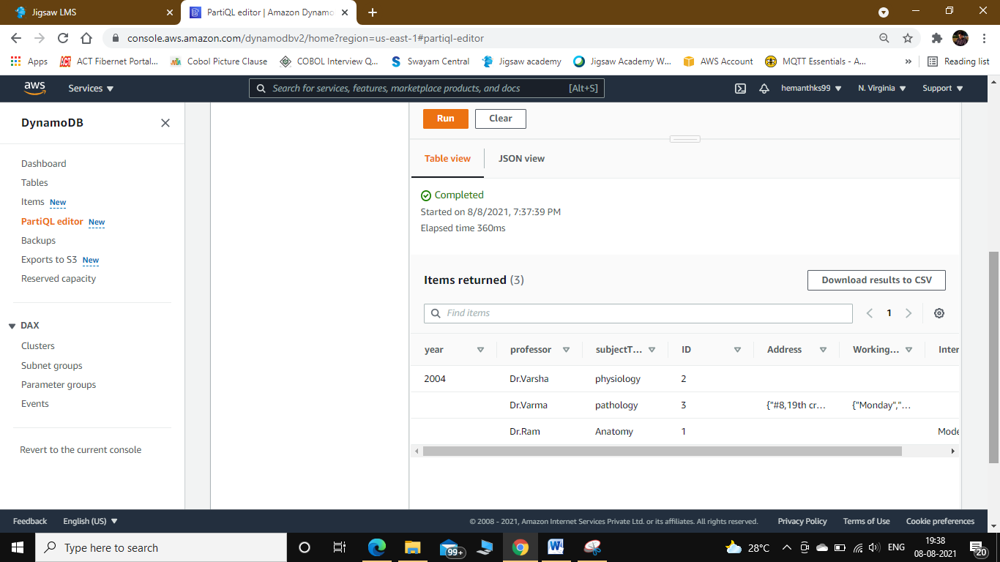 Jigsaw LMS
PartiQL editor | Amazon Dynamo
console.aws.amazon.com/dynamodbv2/home?region=us-east-1#partiql-editor
Apps ACT Fibernet Portal... Cobol Picture Clause COBOL Interview Q... Swayam Central Jigsaw academy Jigsaw Academy W... AWS Account MQTT Essentials - A... » Reading list
aws Services Search for services, features, marketplace products, and docs [Alt+S] hemanthks99 N. Virginia Support
DynamoDB
Dashboard
Tables
Items New
PartiQL editor New
Backups
Exports to S3 New
Reserved capacity
DAX
Clusters
Subnet groups
Parameter groups
Events
Revert to the current console
Run Clear
Table view JSON view
Completed
Started on 8/8/2021, 7:37:39 PM
Elapsed time 360ms
Items returned (3) Download results to CSV
Find items 1
year professor subjectT... ID Address Working... Inter
2004 Dr.Varsha physiology 2
Dr.Varma pathology 3 {"#8,19th cr... {"Monday","...
Dr.Ram Anatomy 1 Mode
Feedback English (US) © 2008 - 2021, Amazon Internet Services Private Ltd. or its affiliates. All rights reserved. Privacy Policy Terms of Use Cookie preferences
Type here to search 99+ 28°C ENG 19:38
08-08-2021 20